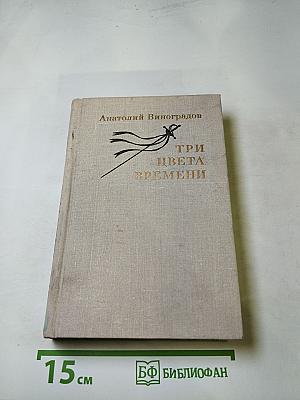 Анатолий Виноградов
ТРИ
ЦВЕТА
ВРЕМЕНИ
15 см
БФ БИБЛИОФАН